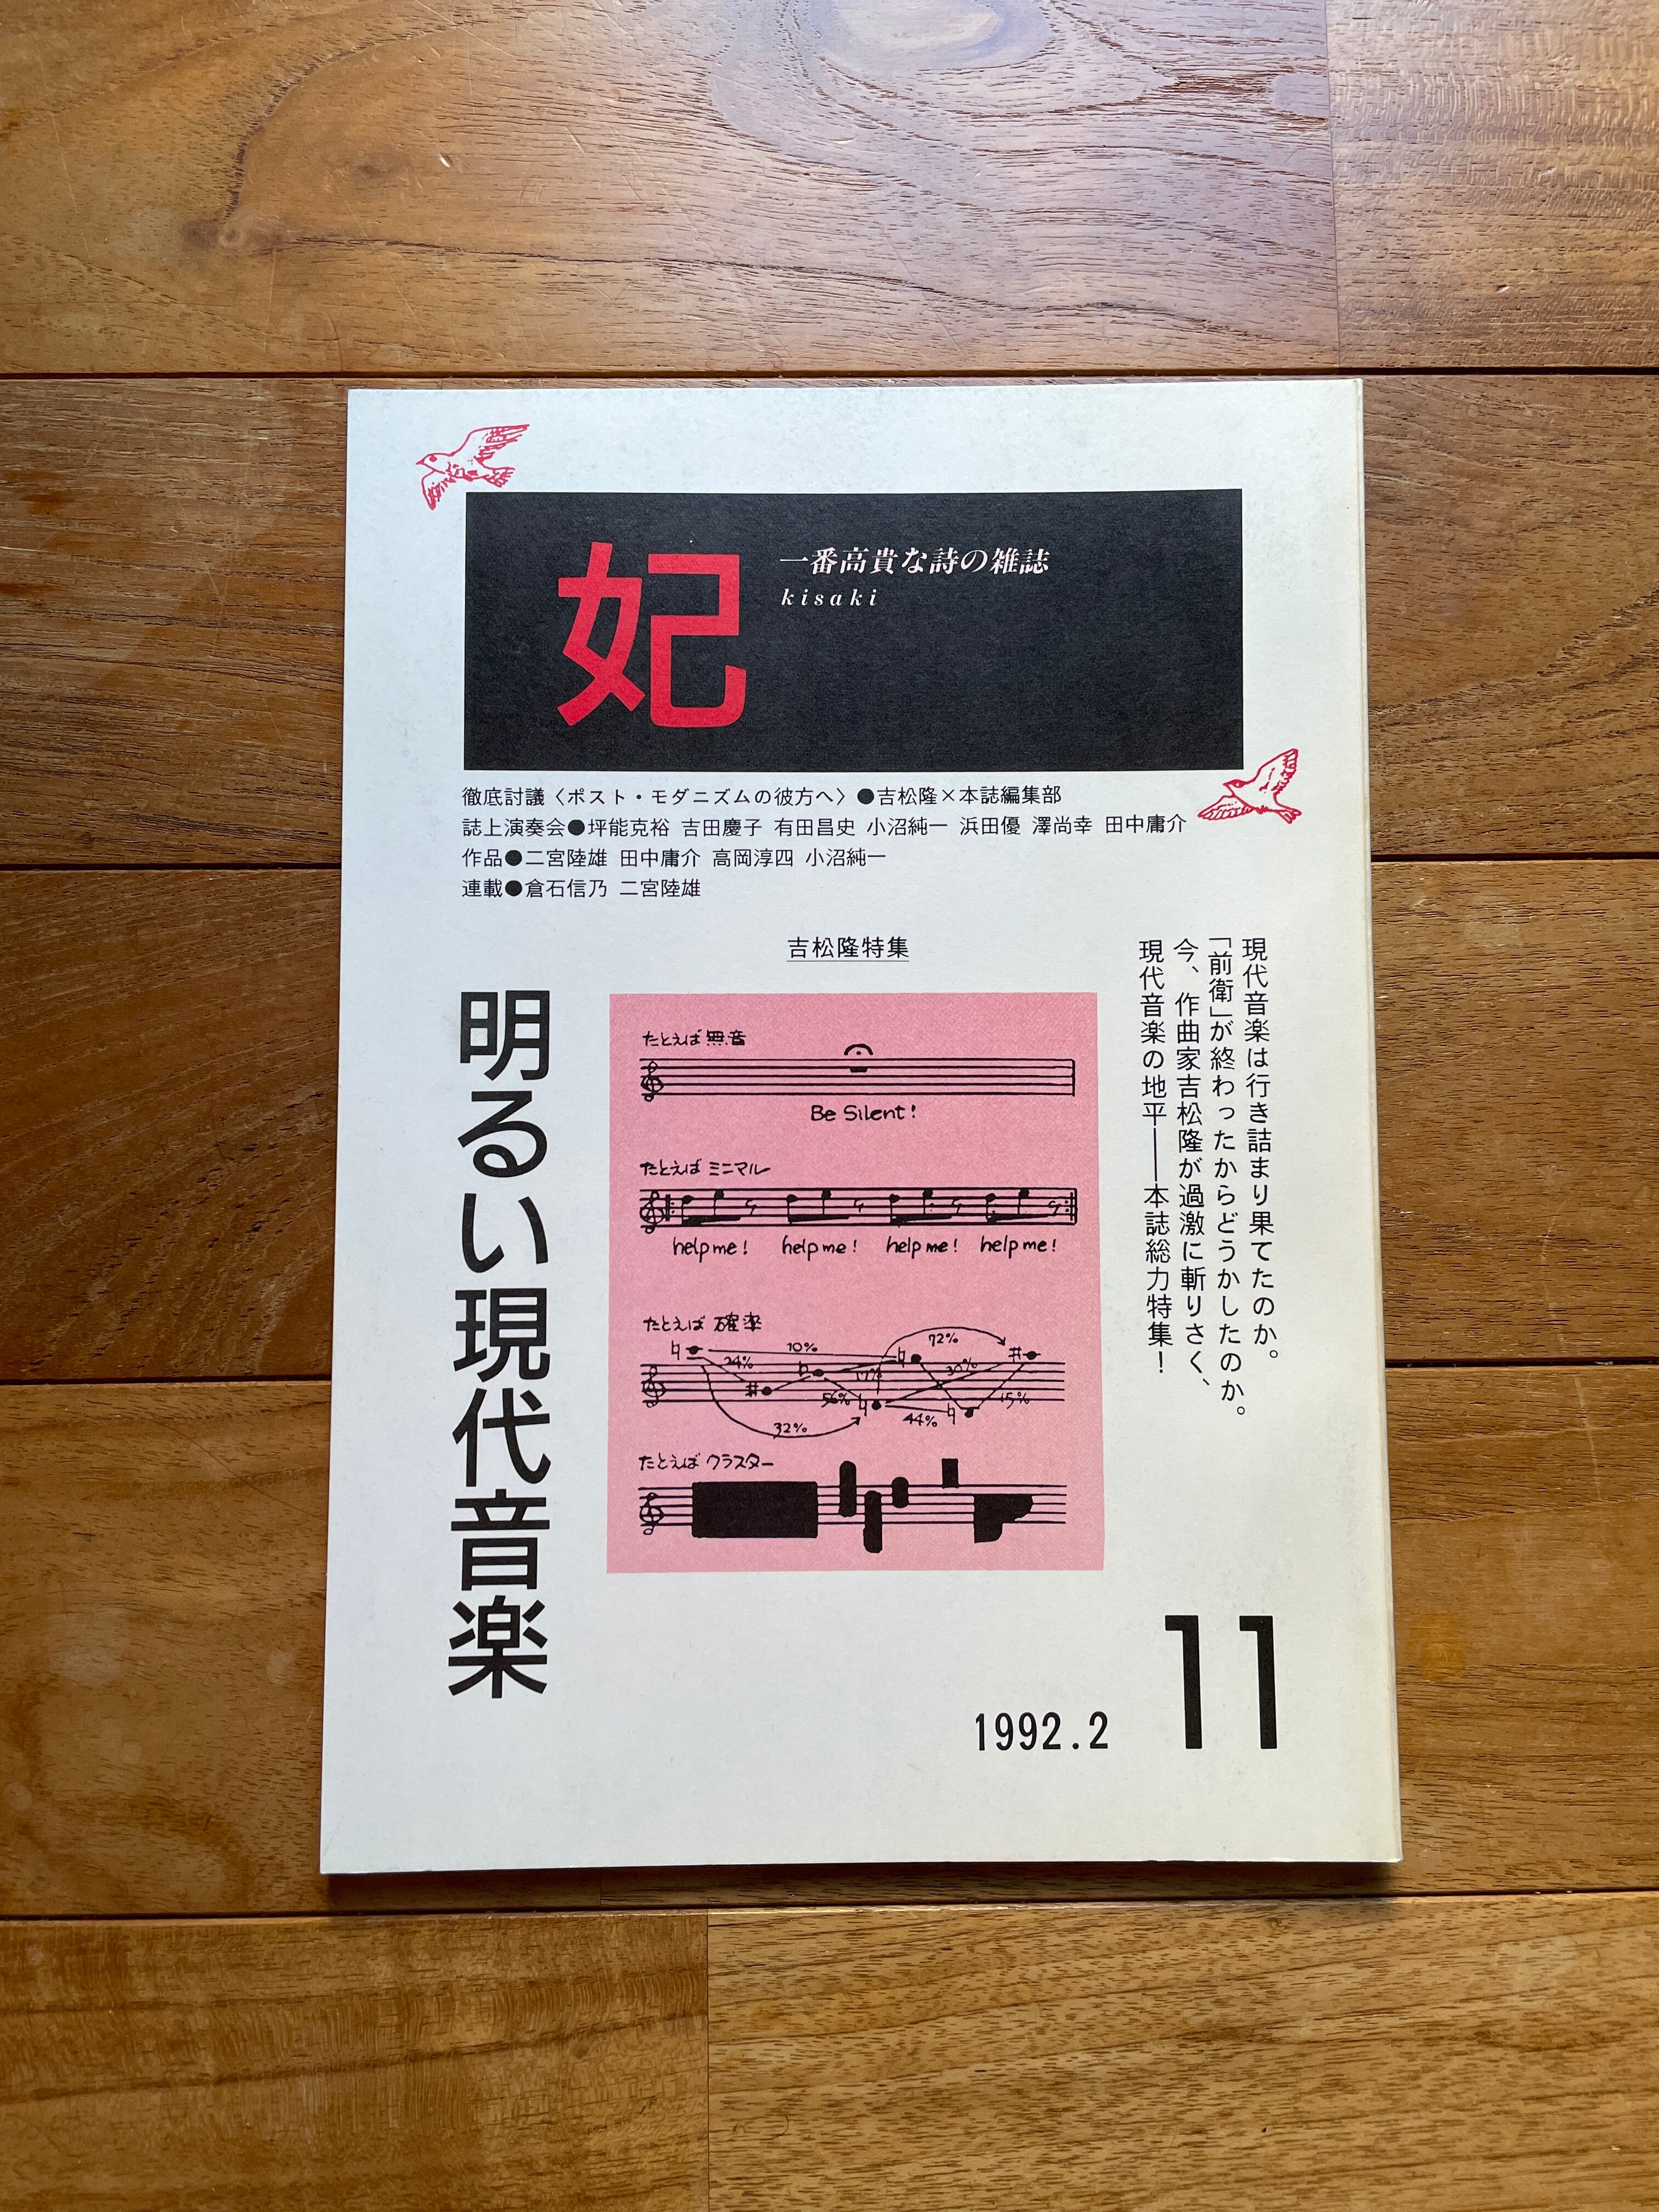 妃
一番高貴な詩の雑誌
kisaki
徹底討議〈ポスト・モダニズムの彼方へ〉●吉松隆×本誌編集部
誌上演奏会●坪能克裕 吉田慶子 有田昌史 小沼純一 浜田優 澤尚幸 田中庸介
作品●二宮陸雄 田中庸介 高岡淳四 小沼純一
連載●倉石信乃 二宮陸雄
現代音楽は行き詰まり果てたのか。
「前衛」が終わったからどうかしたのか。
今、作曲家吉松隆が過激に斬りさく、
現代音楽の地平――本誌総力特集！
吉松隆特集
明るい現代音楽
たとえば 無音
Be Silent!
たとえば ミニマル
help me! help me! help me! help me!
たとえば 確率
72%
10%
24%
30%
17%
56%
15%
44%
32%
たとえば クラスター
1992.2
11